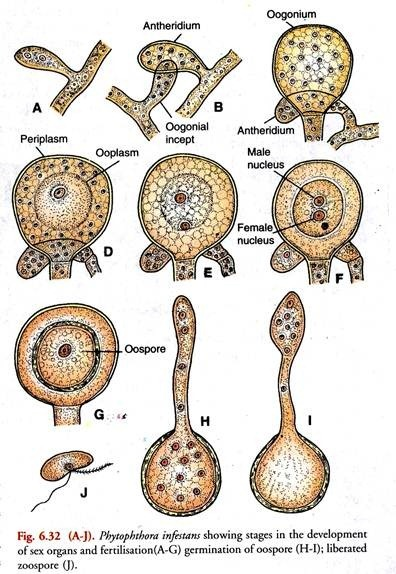 Antheridium
Oogonium
A
B
Oogonial
incept
Antheridium
C
Periplasm
Ooplasm
D
E
Male
nucleus
Female
nucleus
F
Oospore
G
H
I
J
Fig. 6.32 (A-J). Phytophthora infestans showing stages in the development
of sex organs and fertilisation(A-G) germination of oospore (H-I); liberated
zoospore (J).